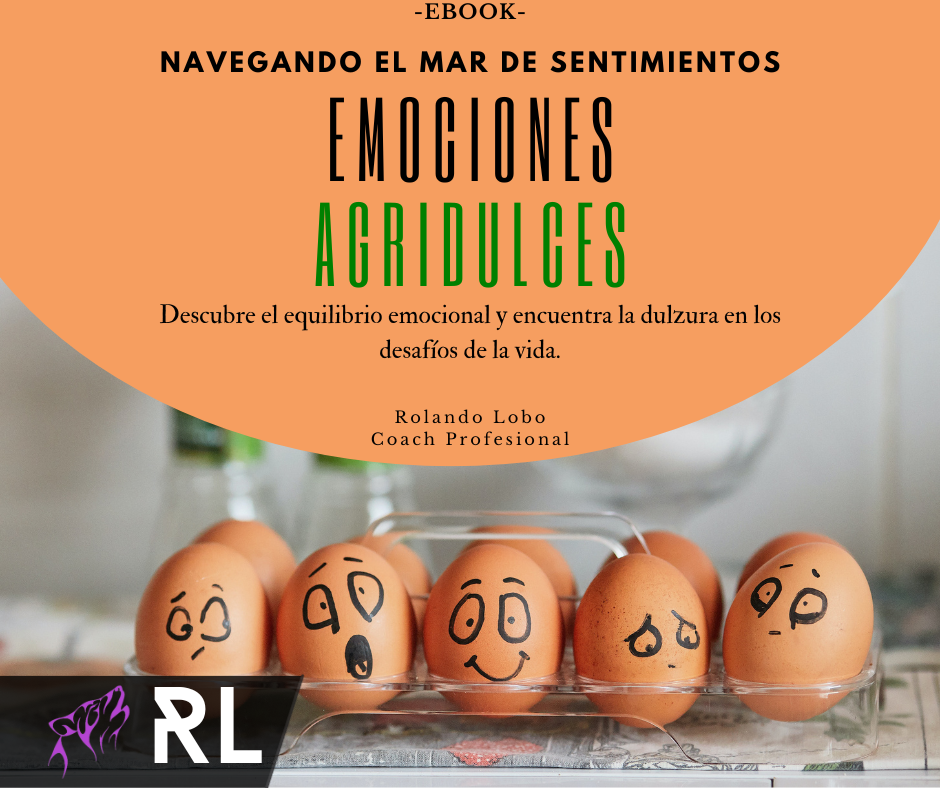 -EBOOK-
NAVEGANDO EL MAR DE SENTIMIENTOS
EMOCIONES
AGRIDULCES
Descubre el equilibrio emocional y encuentra la dulzura en los
desafíos de la vida.
Rolando Lobo
Coach Profesional
RL